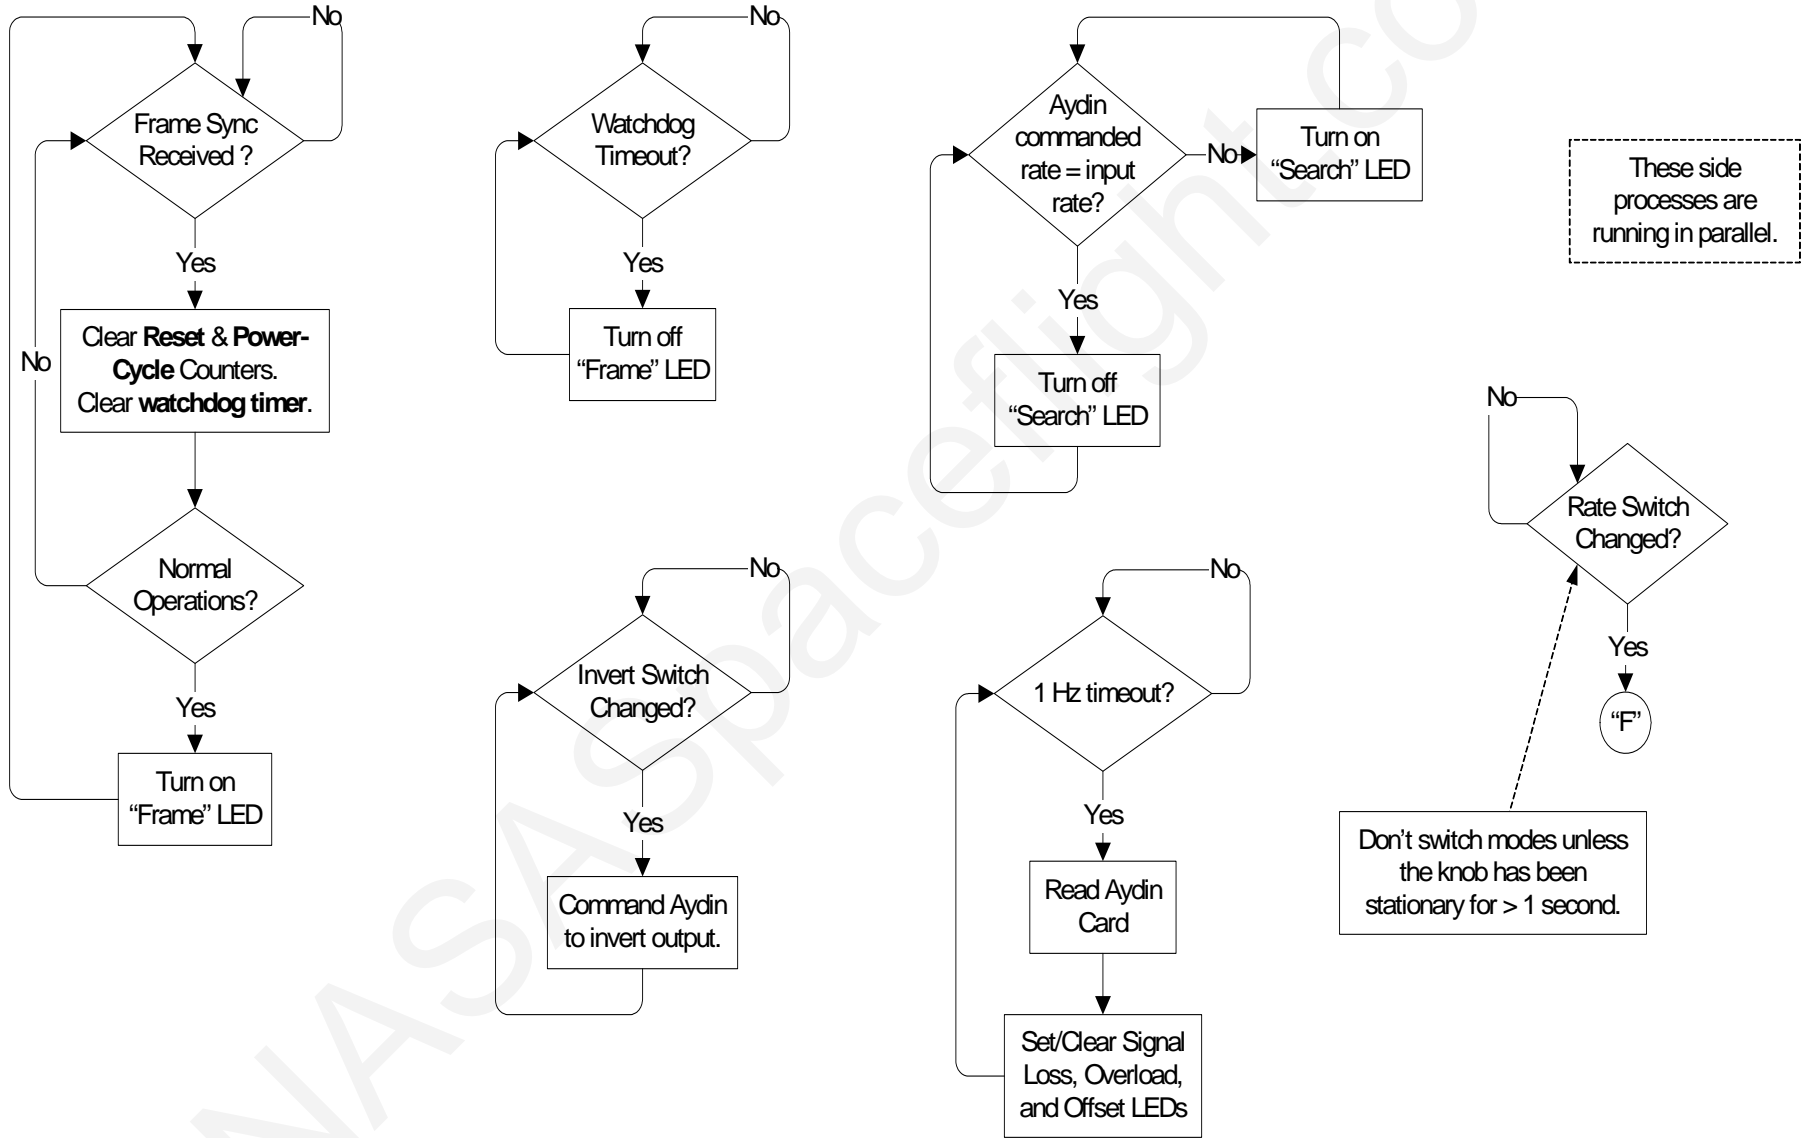 No
Frame Sync
Received ?
Yes
Clear Reset & Power-
Cycle Counters.
Clear watchdog timer.
No
Normal
Operations?
Yes
Turn on
“Frame” LED
No
Watchdog
Timeout?
Yes
Turn off
“Frame” LED
Aydin
commanded
rate = input
rate?
No
Turn on
“Search” LED
Yes
Turn off
“Search” LED
These side
processes are
running in parallel.
No
Invert Switch
Changed?
Yes
Command Aydin
to invert output.
No
1 Hz timeout?
Yes
Read Aydin
Card
Set/Clear Signal
Loss, Overload,
and Offset LEDs
No
Rate Switch
Changed?
Yes
“F”
Don't switch modes unless
the knob has been
stationary for > 1 second.
NASASpaceflight.co